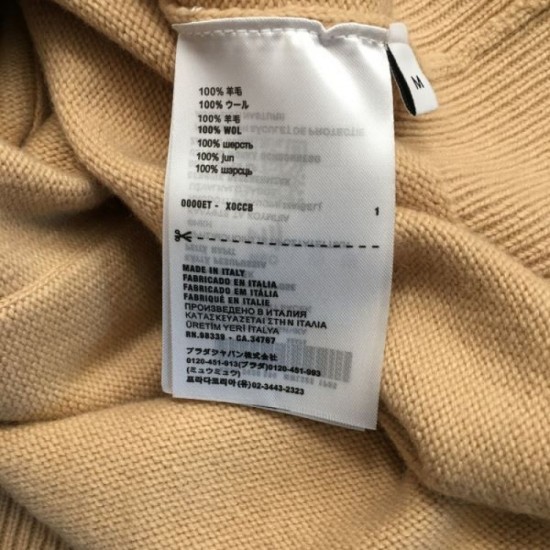 M
100% 羊毛
100% ウール
100% 羊毛
100% WOL
100% шерсть
100% jun
100% шэрсць
0000ET - X0CCB 1
MADE IN ITALY
FABRICADO EN ITALIA
FABRICADO EM ITÁLIA
FABRIQUÉ EN ITALIE
ПРОИЗВЕДЕНО В ИТАЛИЯ
ΚΑΤΑΣΚΕΥΑΖΕΤΑΙ ΣΤΗΝ ΙΤΑΛΙΑ
ÜRETİM YERİ İTALYA
RN.98339 - CA.34767
プラダジャパン株式会社
0120-451-913(プラダ)0120-451-993
(ミュウミュウ)
프라다코리아(유)02-3443-2323